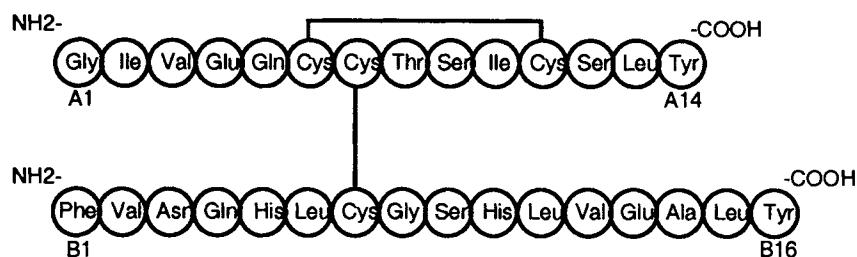 NH2- -COOH
Gly Ile Val Glu Gln Cys Cys Thr Ser Ile Cys Ser Leu Tyr
A1 A14
NH2- -COOH
Phe Val Asn Gln His Leu Cys Gly Ser His Leu Val Glu Ala Leu Tyr
B1 B16